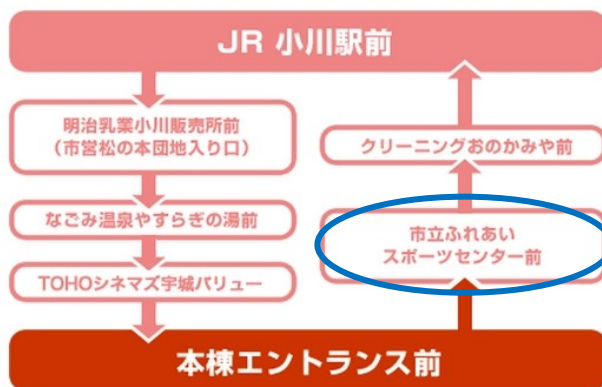 JR 小川駅前
明治乳業小川販売所前
（市営松の本団地入り口）
なごみ温泉やすらぎの湯前
TOHOシネマズ宇城バリュー
クリーニングおのかみや前
市立ふれあい
スポーツセンター前
本棟エントランス前